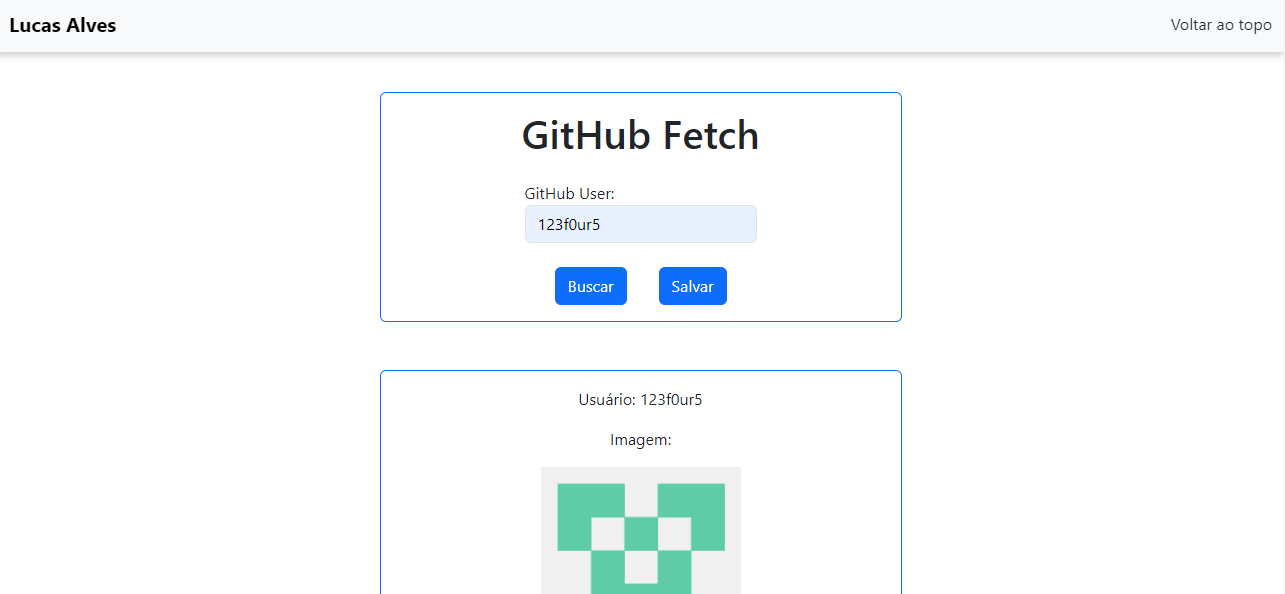 Lucas Alves
Voltar ao topo
GitHub Fetch
GitHub User:
123f0ur5
Buscar
Salvar
Usuário: 123f0ur5
Imagem: